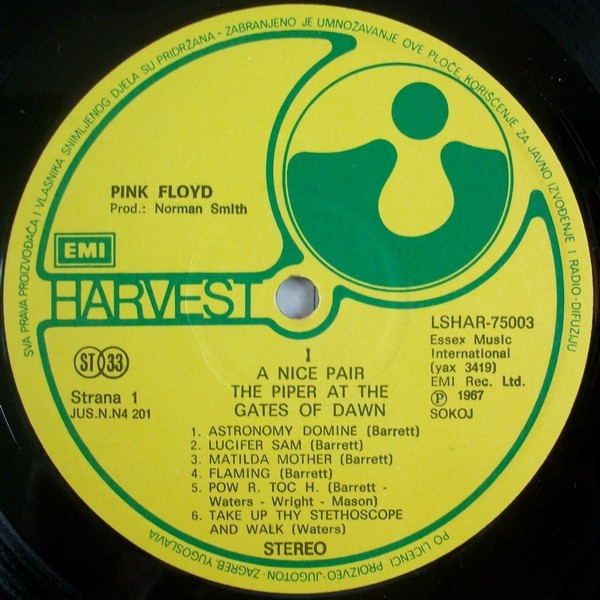 SVA PRAVA PROIZVOĐAČA I VLASNIKA SNIMLJENOG DJELA SU PRIDRŽANA - ZABRANJENO JE UMNOŽAVANJE OVE PLOČE, KORIŠĆENJE ZA JAVNO IZVOĐENJE I RADIO-DIFUZIJU
PINK FLOYD
Prod.: Norman Smith
EMI
HARVEST
ST 33
Strana 1
JUS.N.N4 201
LSHAR-75003
Essex Music
International
(yax 3419)
EMI Rec. Ltd.
Ⓟ 1967
SOKOJ
1
A NICE PAIR
THE PIPER AT THE
GATES OF DAWN
1. ASTRONOMY DOMINÉ (Barrett)
2. LUCIFER SAM (Barrett)
3. MATILDA MOTHER (Barrett)
4. FLAMING (Barrett)
5. POW R. TOC H. (Barrett -
Waters - Wright - Mason)
6. TAKE UP THY STETHOSCOPE
AND WALK (Waters)
STEREO
PO LICENCI PROIZVEO-JUGOTON-ZAGREB, YUGOSLAVIA